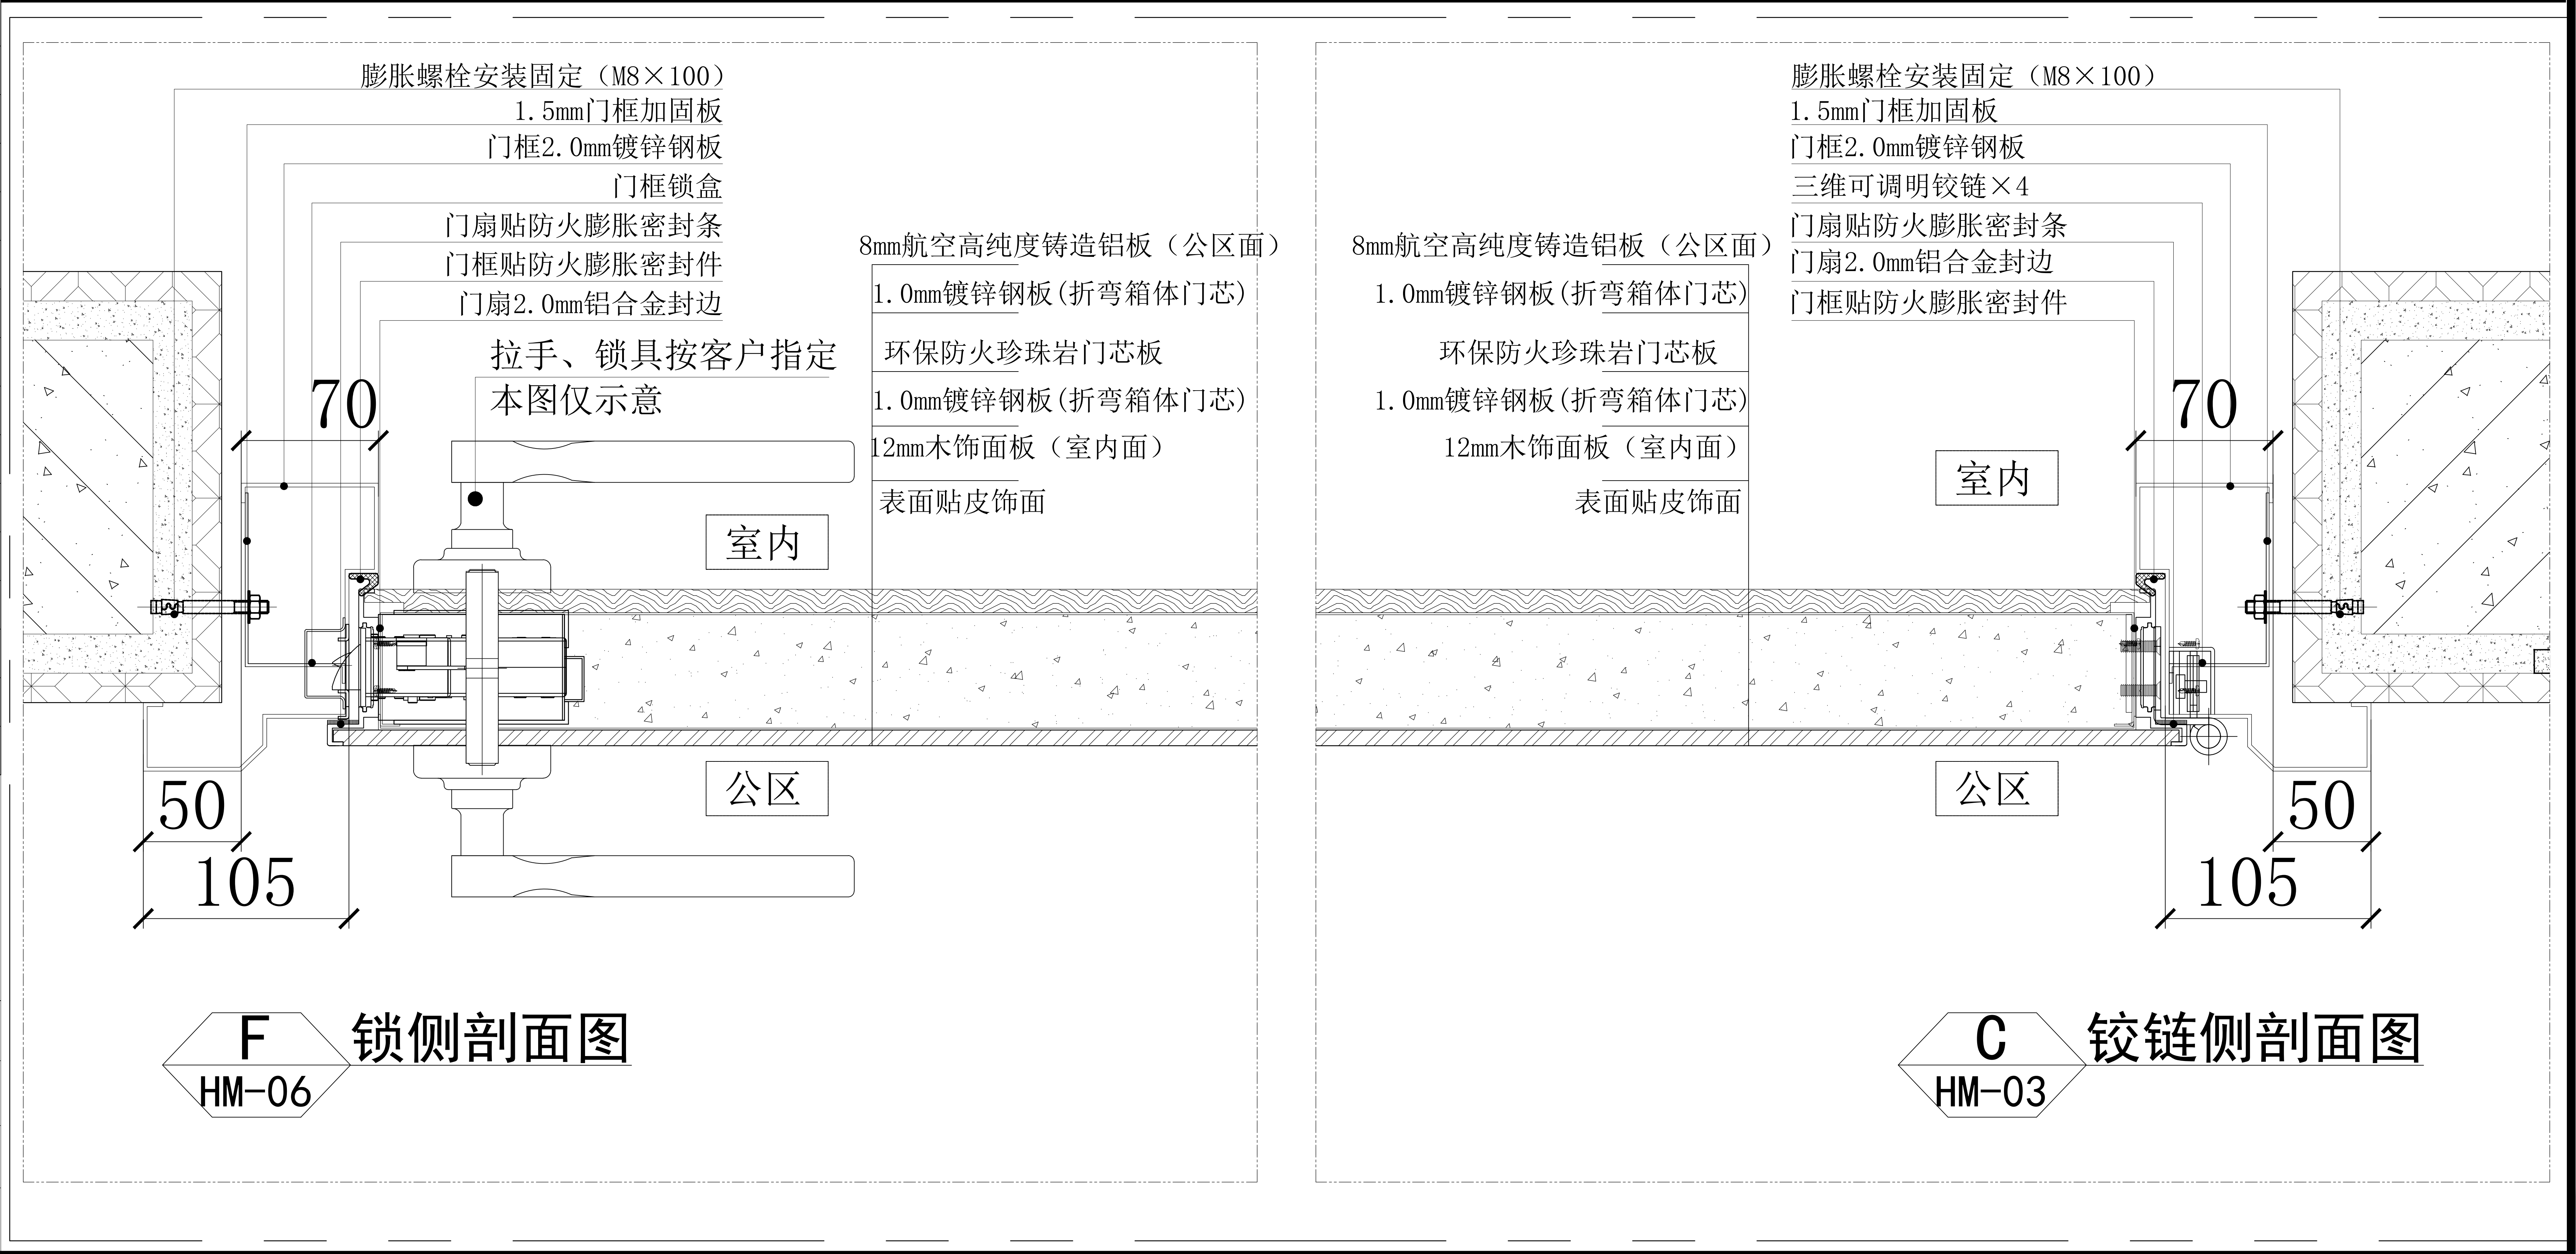 膨胀螺栓安装固定（M8×100）
1.5mm门框加固板
门框2.0mm镀锌钢板
门框锁盒
门扇贴防火膨胀密封条
门框贴防火膨胀密封件
门扇2.0mm铝合金封边
拉手、锁具按客户指定
本图仅示意
8mm航空高纯度铸造铝板（公区面）
1.0mm镀锌钢板(折弯箱体门芯)
环保防火珍珠岩门芯板
1.0mm镀锌钢板(折弯箱体门芯)
12mm木饰面板（室内面）
表面贴皮饰面
70
室内
公区
50
105
F
HM-06
锁侧剖面图
8mm航空高纯度铸造铝板（公区面）
1.0mm镀锌钢板(折弯箱体门芯)
环保防火珍珠岩门芯板
1.0mm镀锌钢板(折弯箱体门芯)
12mm木饰面板（室内面）
表面贴皮饰面
膨胀螺栓安装固定（M8×100）
1.5mm门框加固板
门框2.0mm镀锌钢板
三维可调明铰链×4
门扇贴防火膨胀密封条
门扇2.0mm铝合金封边
门框贴防火膨胀密封件
70
室内
公区
50
105
C
HM-03
铰链侧剖面图